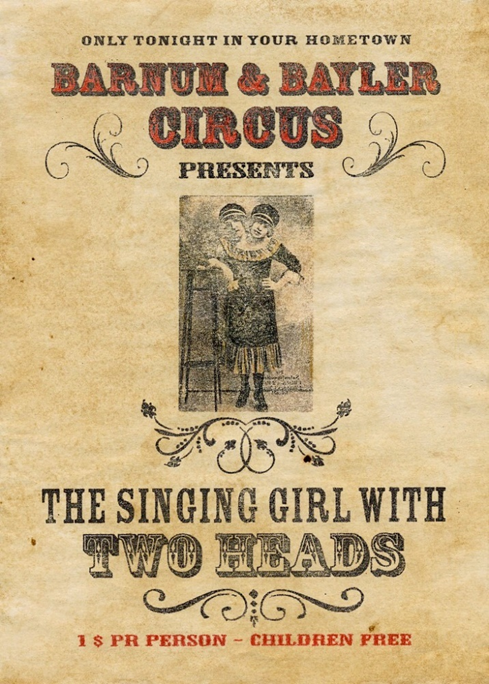 ONLY TONIGHT IN YOUR HOMETOWN
BARNUM & BAYLER
CIRCUS
PRESENTS
THE SINGING GIRL WITH
TWO HEADS
1 $ PR PERSON - CHILDREN FREE